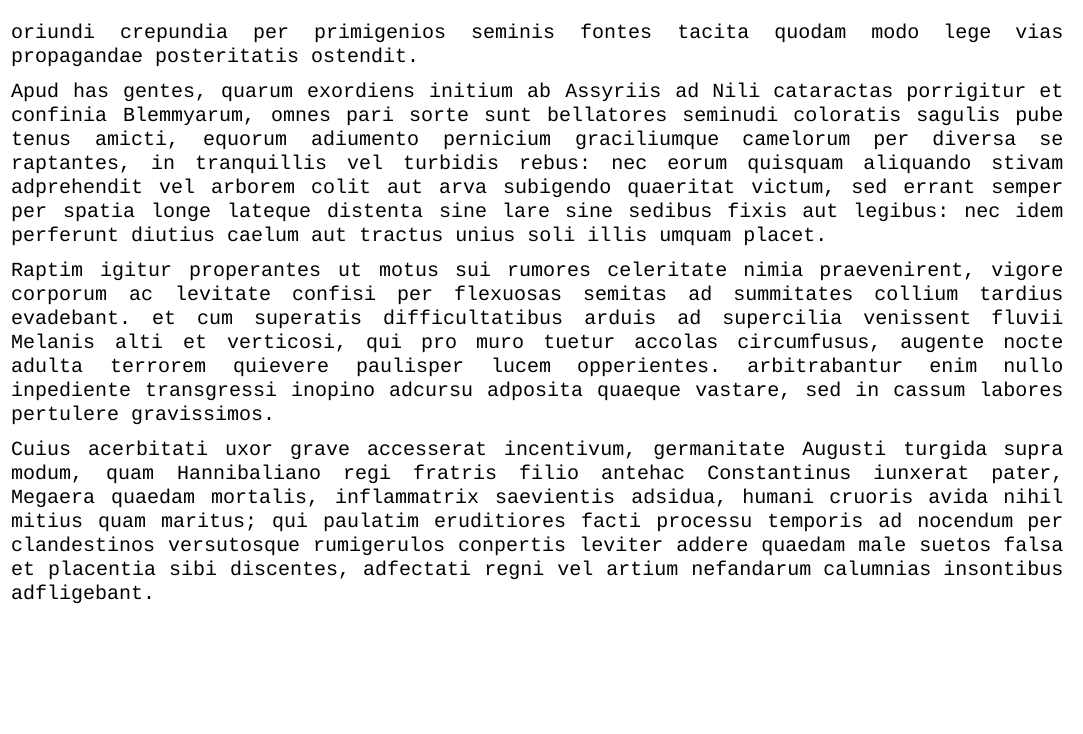 oriundi crepundia per primigenios seminis fontes tacita quodam modo lege vias
propagandae posteritatis ostendit.
Apud has gentes, quarum exordiens initium ab Assyriis ad Nili cataractas porrigitur et
confinia Blemmyarum, omnes pari sorte sunt bellatores seminudi coloratis sagulis pube
tenus amicti, equorum adiumento pernicium graciliumque camelorum per diversa se
raptantes, in tranquillis vel turbidis rebus: nec eorum quisquam aliquando stivam
adprehendit vel arborem colit aut arva subigendo quaeritat victum, sed errant semper
per spatia longe lateque distenta sine lare sine sedibus fixis aut legibus: nec idem
perferunt diutius caelum aut tractus unius soli illis umquam placet.
Raptim igitur properantes ut motus sui rumores celeritate nimia praevenirent, vigore
corporum ac levitate confisi per flexuosas semitas ad summitates collium tardius
evadebant. et cum superatis difficultatibus arduis ad supercilia venissent fluvii
Melanis alti et verticosi, qui pro muro tuetur accolas circumfusus, augente nocte
adulta terrorem quievere paulisper lucem opperientes. arbitrabantur enim nullo
inpediente transgressi inopino adcursu adposita quaeque vastare, sed in cassum labores
pertulere gravissimos.
Cuius acerbitati uxor grave accesserat incentivum, germanitate Augusti turgida supra
modum, quam Hannibaliano regi fratris filio antehac Constantinus iunxerat pater,
Megaera quaedam mortalis, inflammatrix saevientis adsidua, humani cruoris avida nihil
mitius quam maritus; qui paulatim eruditiores facti processu temporis ad nocendum per
clandestinos versutosque rumigerulos conpertis leviter addere quaedam male suetos falsa
et placentia sibi discentes, adfectati regni vel artium nefandarum calumnias insontibus
adfligebant.